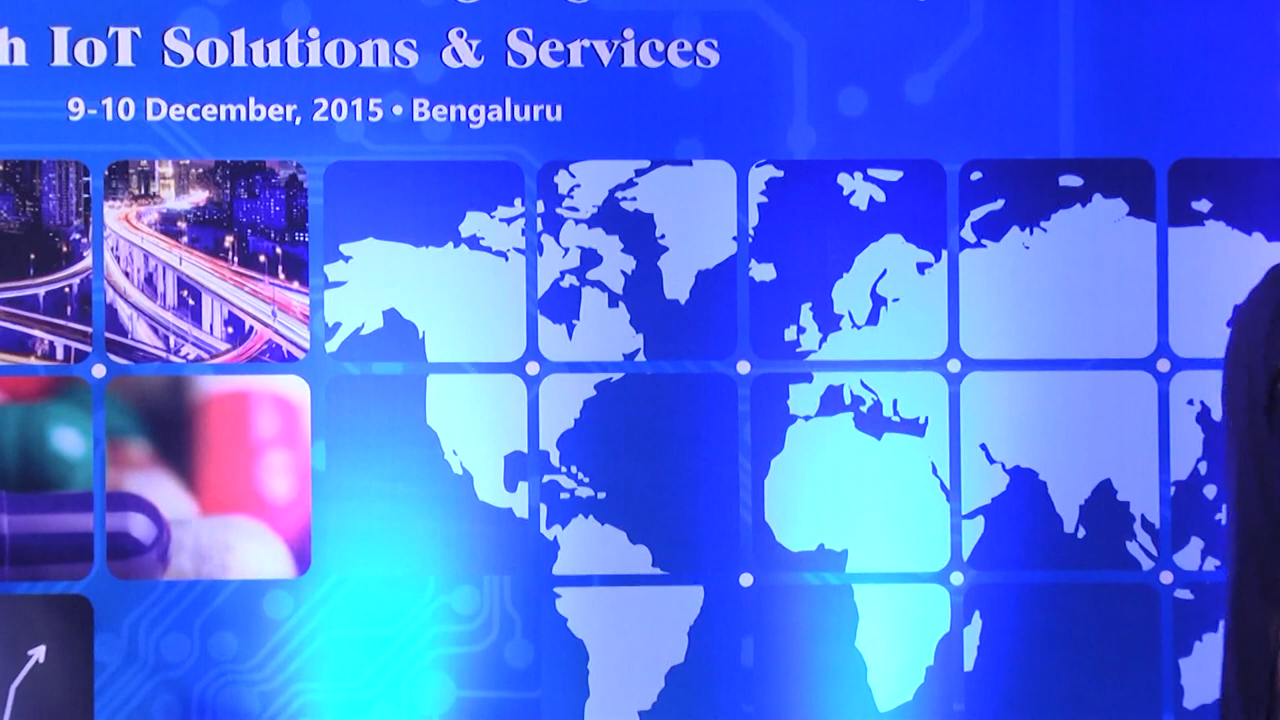 IoT Solutions & Services
9-10 December, 2015 • Bengaluru